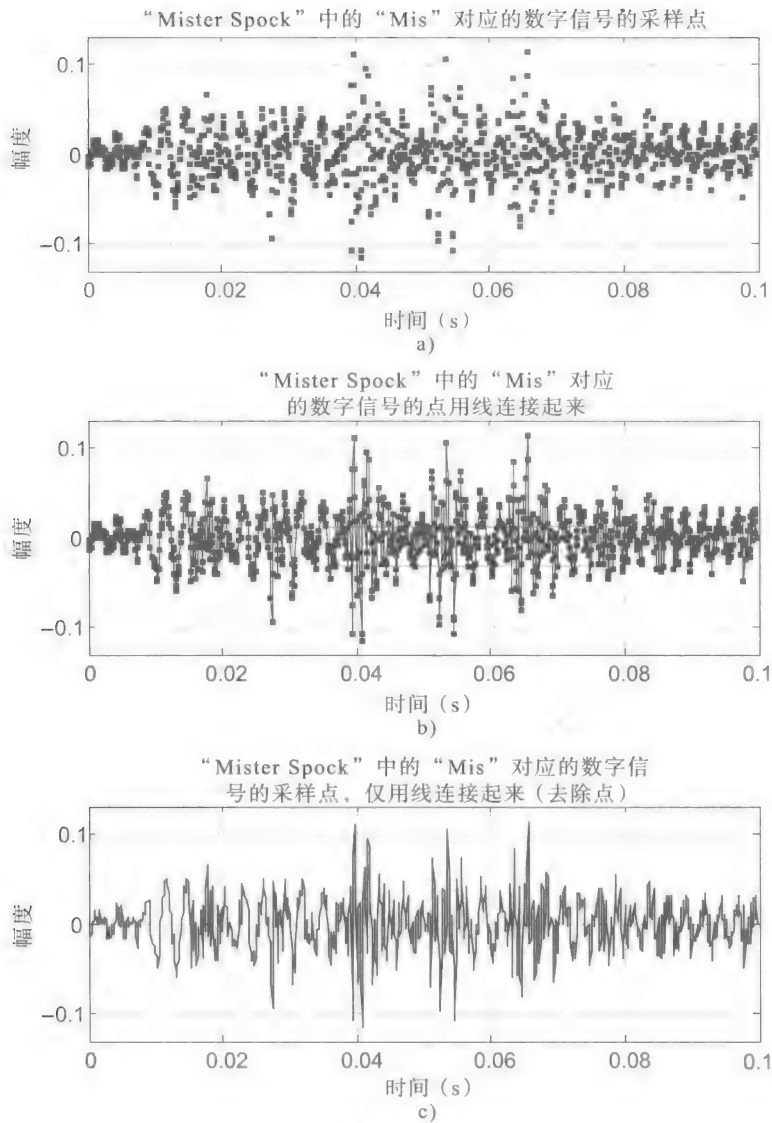 “Mister Spock”中的“Mis”对应的数字信号的采样点
0.1
0
−0.1
幅度
0 0.02 0.04 0.06 0.08 0.1
时间（s）
a)
“Mister Spock”中的“Mis”对应
的数字信号的点用线连接起来
0.1
0
−0.1
幅度
0 0.02 0.04 0.06 0.08 0.1
时间（s）
b)
“Mister Spock”中的“Mis”对应的数字信
号的采样点，仅用线连接起来（去除点）
0.1
0
−0.1
幅度
0 0.02 0.04 0.06 0.08 0.1
时间（s）
c)